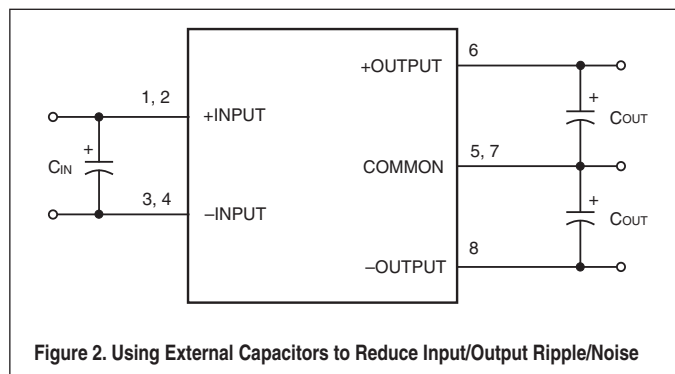 6
+OUTPUT
1, 2
+INPUT
+
COUT
+
CIN
5, 7
COMMON
3, 4
–INPUT
+
COUT
8
–OUTPUT
Figure 2. Using External Capacitors to Reduce Input/Output Ripple/Noise